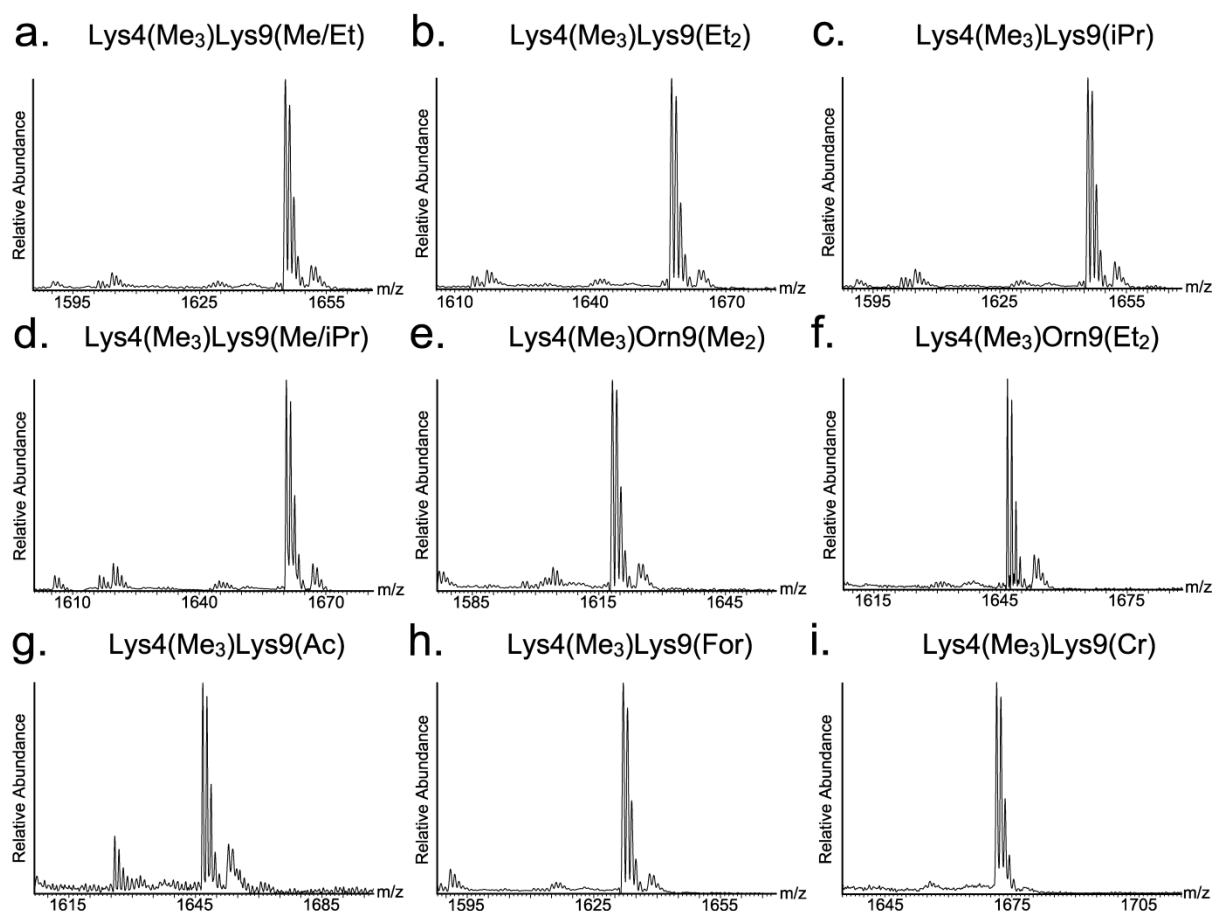 a. Lys4(Me₃)Lys9(Me/Et)
Relative Abundance
1595 1625 1655 m/z
b. Lys4(Me₃)Lys9(Et₂)
Relative Abundance
1610 1640 1670 m/z
c. Lys4(Me₃)Lys9(iPr)
Relative Abundance
1595 1625 1655 m/z
d. Lys4(Me₃)Lys9(Me/iPr)
Relative Abundance
1610 1640 1670 m/z
e. Lys4(Me₃)Orn9(Me₂)
Relative Abundance
1585 1615 1645 m/z
f. Lys4(Me₃)Orn9(Et₂)
Relative Abundance
1615 1645 1675 m/z
g. Lys4(Me₃)Lys9(Ac)
Relative Abundance
1615 1645 1685 m/z
h. Lys4(Me₃)Lys9(For)
Relative Abundance
1595 1625 1655 m/z
i. Lys4(Me₃)Lys9(Cr)
Relative Abundance
1645 1675 1705 m/z